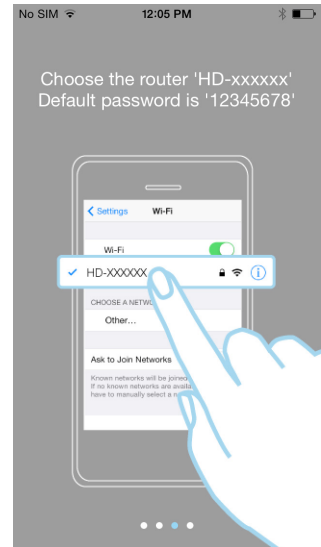 No SIM 12:05 PM
Choose the router 'HD-xxxxxx'
Default password is '12345678'
Settings Wi-Fi
Wi-Fi
HD-XXXXXX
CHOOSE A NETW
Other...
Ask to Join Networks
Known networks will be joined
If no known networks are availa
have to manually select a n